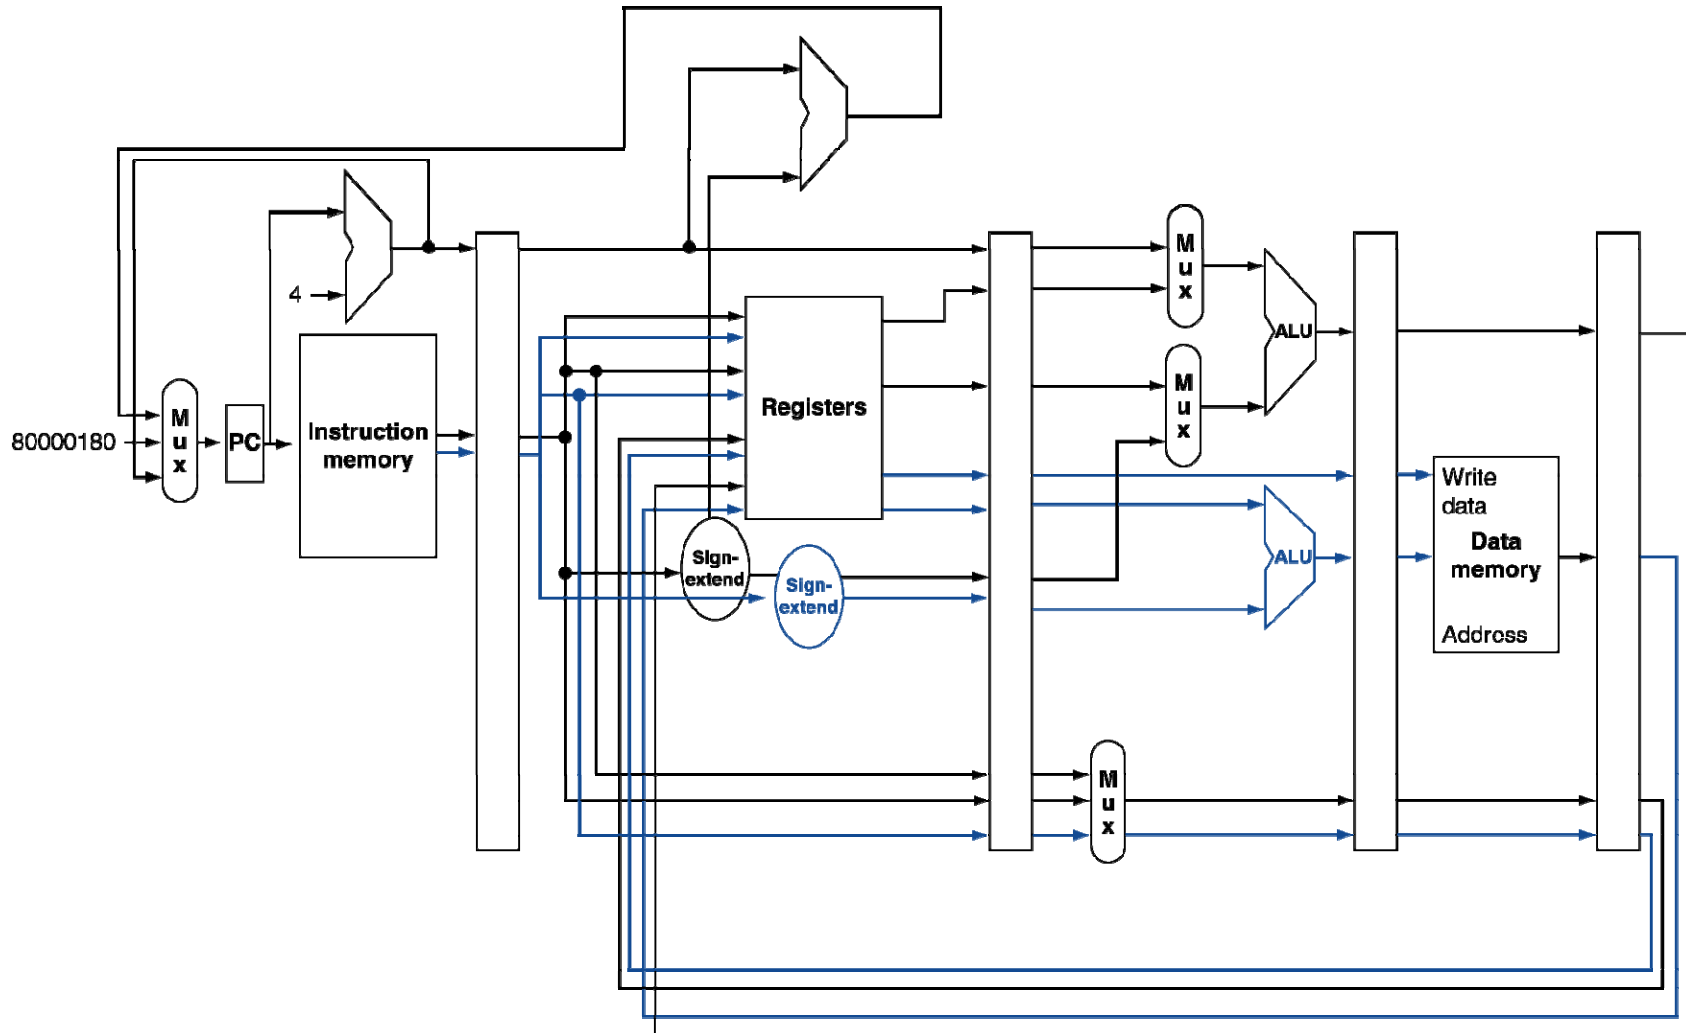 M
u
x
ALU
4
M
u
x
Registers
80000180
M
u
x
PC
Instruction
memory
Write
data
Data
memory
Address
Sign-
extend
Sign-
extend
ALU
M
u
x